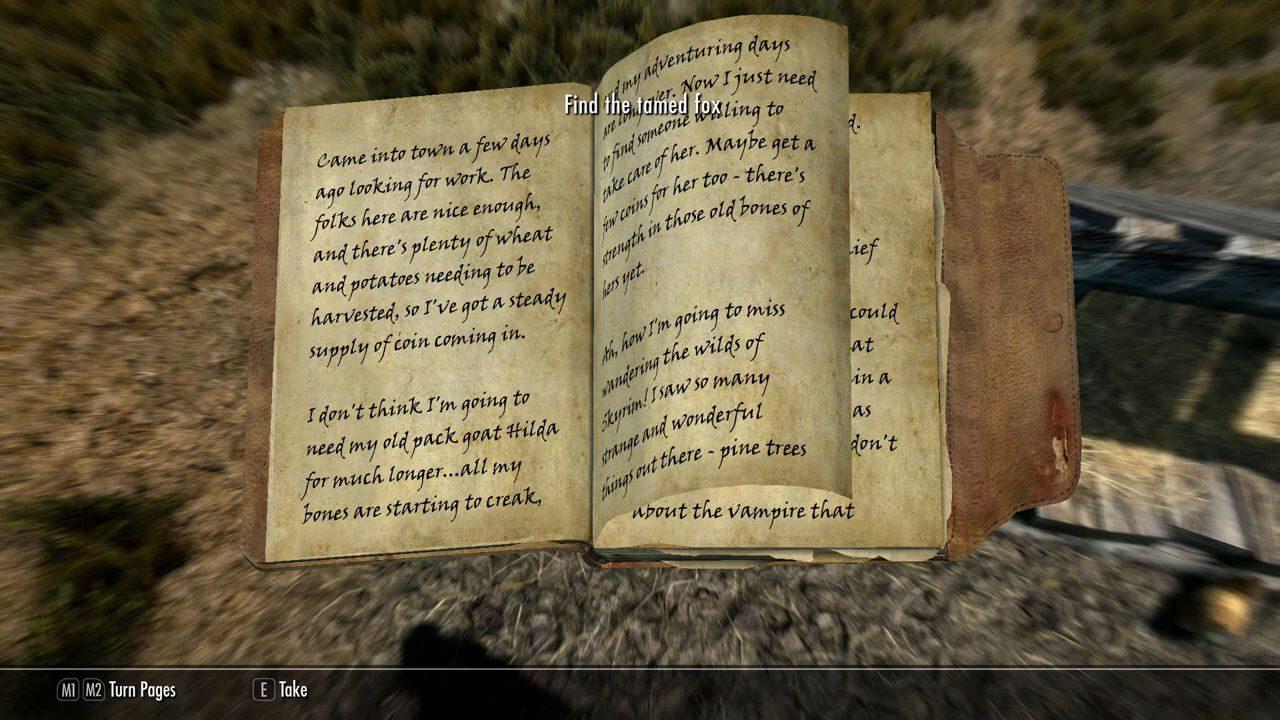 Find the tamed fox
Came into town a few days
ago looking for work. The
folks here are nice enough,
and there's plenty of wheat
and potatoes needing to be
harvested, so I've got a steady
supply of coin coming in.
I don't think I'm going to
need my old pack goat Hilda
for much longer...all my
bones are starting to creak,
my adventuring days
are long over. Now I just need
to find someone willing to
take care of her. Maybe get a
few coins for her too - there's
strength in those old bones of
hers yet.
Ah, how I'm going to miss
wandering the wilds of
Skyrim! I saw so many
strange and wonderful
things out there - pine trees
could
in a
as
don't
about the vampire that
M1 M2 Turn Pages
E Take